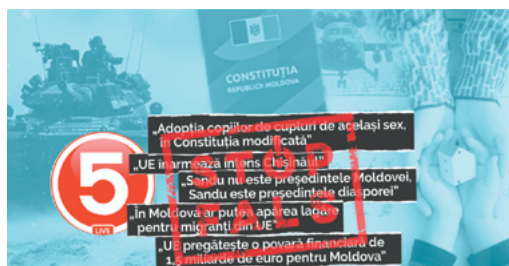 CONSTITUȚIA
REPUBLICII MOLDOVA
„Adopția copiilor de cupluri de același sex,
în Constituția modificată”
„UE înarmează intens Chișinăul”
„Sandu nu este președintele Moldovei,
Sandu este președintele diasporei”
„În Moldova ar putea apărea lagăre
pentru migranți din UE”
„UE pregătește o povară financiară de
1,5 miliarde de euro pentru Moldova”
5
LIVE
STOP
FALS